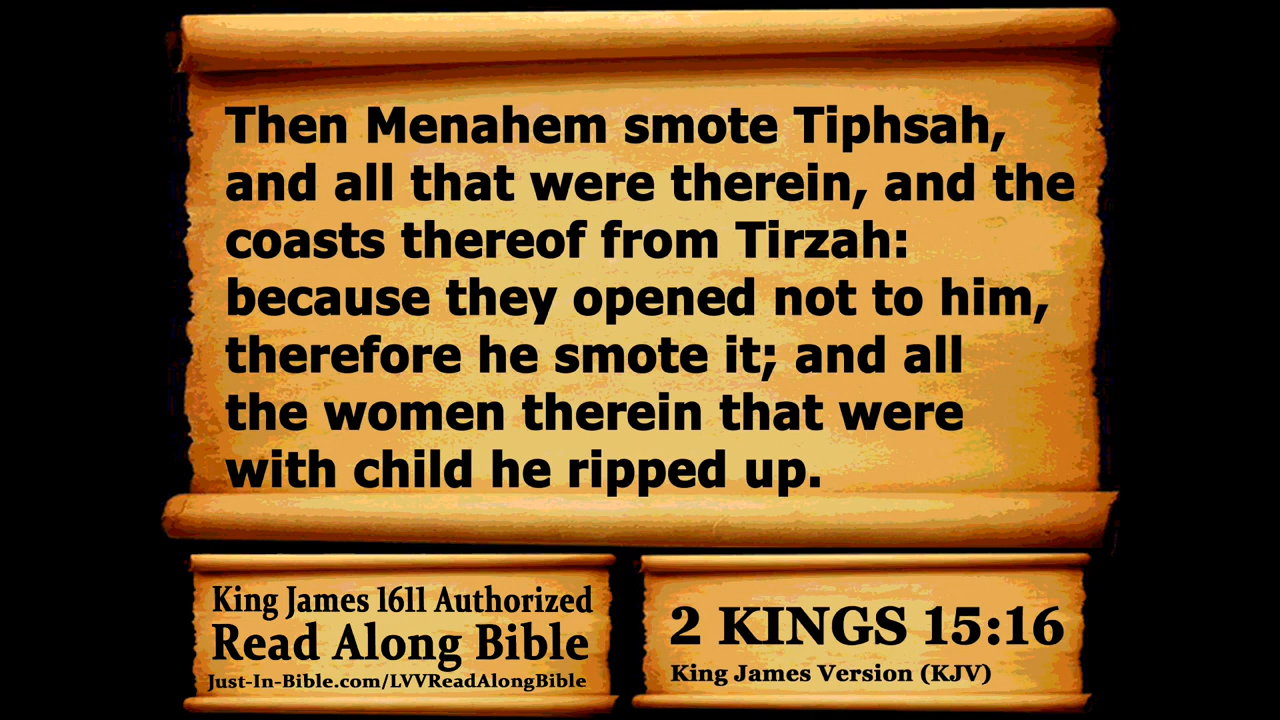 Then Menahem smote Tiphsah,
and all that were therein, and the
coasts thereof from Tirzah:
because they opened not to him,
therefore he smote it; and all
the women therein that were
with child he ripped up.
King James 1611 Authorized
Read Along Bible
Just-In-Bible.com/LVVReadAlongBible
2 KINGS 15:16
King James Version (KJV)